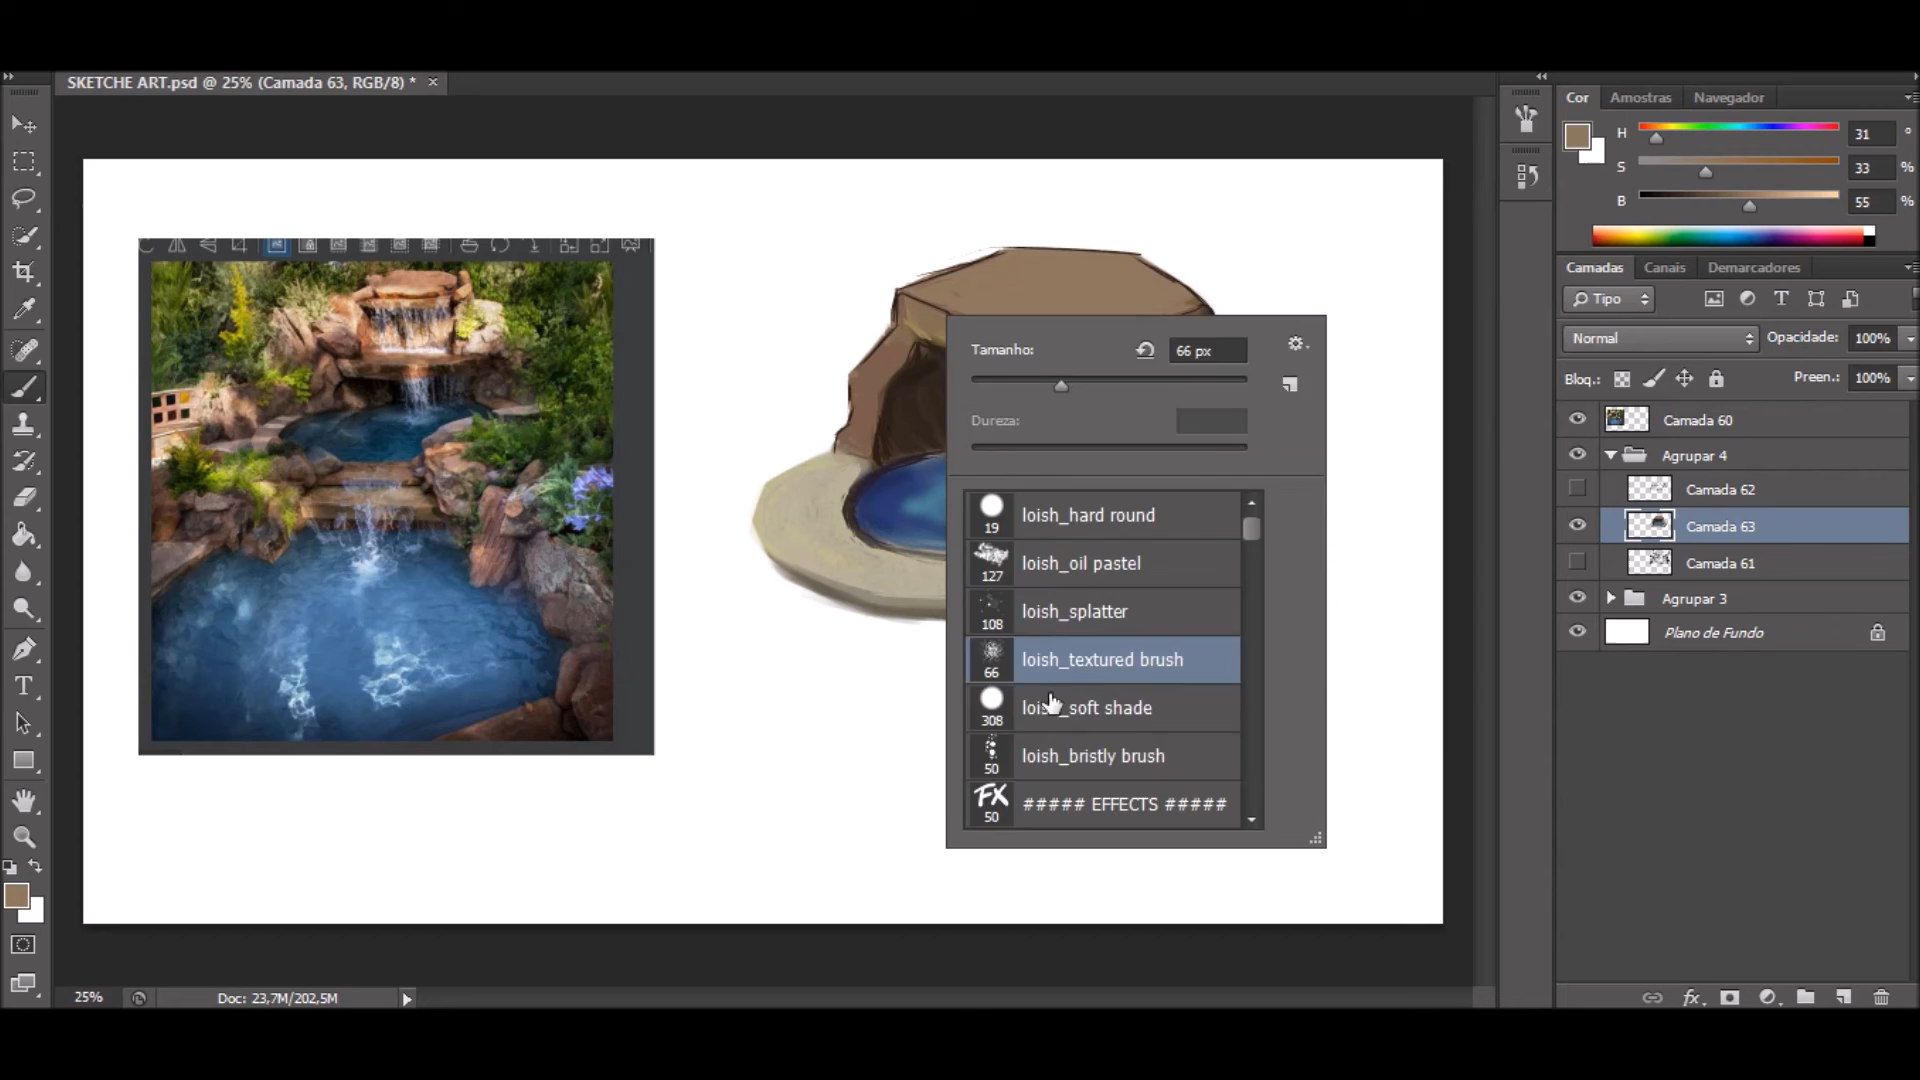 SKETCHE ART.psd @ 25% (Camada 63, RGB/8) *
Cor
Amostras
Navegador
H
31
°
S
33
%
B
55
%
Camadas
Canais
Demarcadores
Tipo
Normal
Opacidade:
100%
Bloq.:
Preen.:
100%
Camada 60
Agrupar 4
Camada 62
Camada 63
Camada 61
Agrupar 3
Plano de Fundo
Tamanho:
66 px
Dureza:
19
loish_hard round
127
loish_oil pastel
108
loish_splatter
66
loish_textured brush
308
loish_soft shade
50
loish_bristly brush
FX
50
##### EFFECTS #####
25%
Doc: 23,7M/202,5M